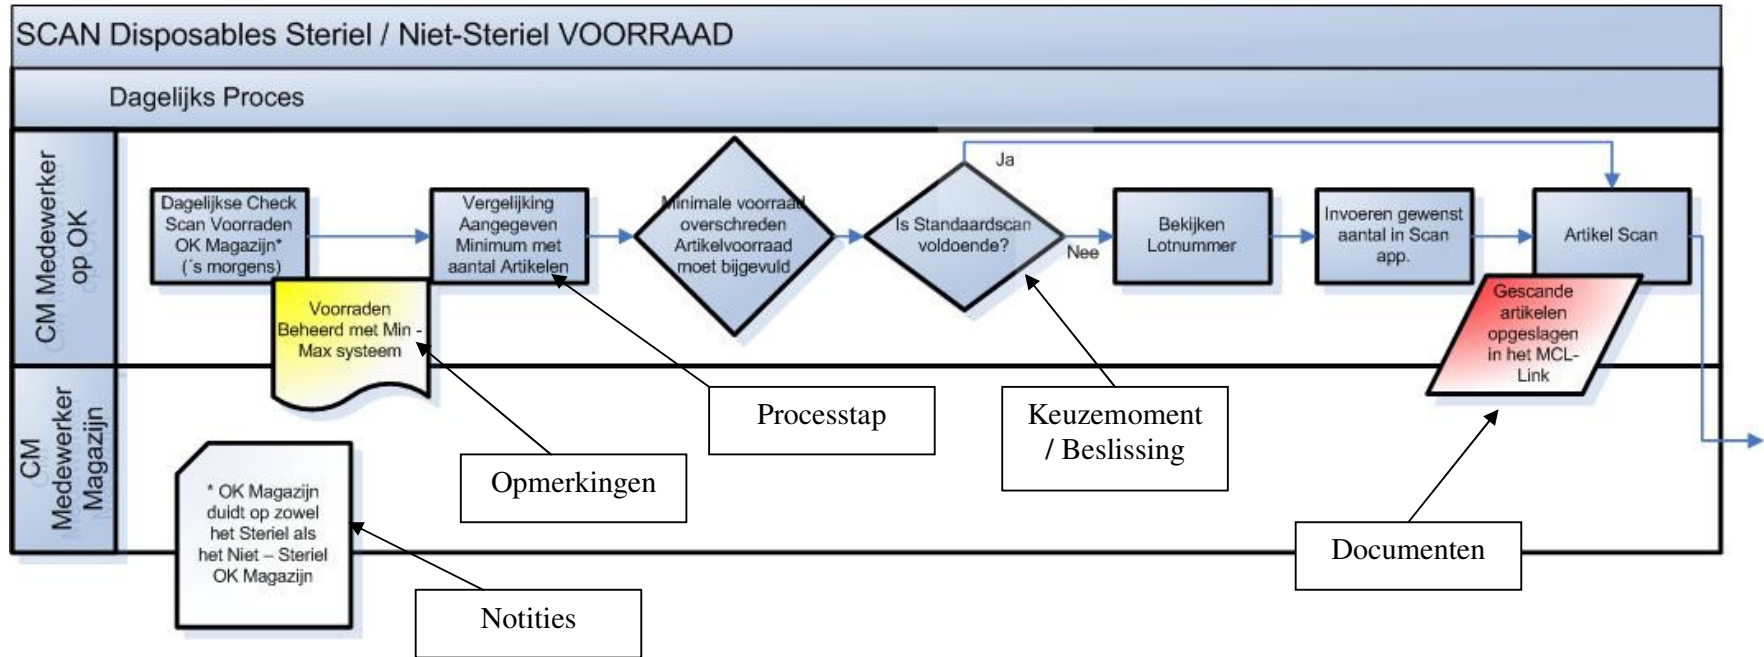 SCAN Disposables Steriel / Niet-Steriel VOORRAAD
Dagelijks Proces
CM Medewerker
op OK
Dagelijkse Check
Scan Voorraden
OK Magazijn*
(´s morgens)
Vergelijking
Aangegeven
Minimum met
aantal Artikelen
Minimale voorraad
overschreden
Artikelvoorraad
moet bijgevuld
Is Standaardscan
voldoende?
Ja
Nee
Bekijken
Lotnummer
Invoeren gewenst
aantal in Scan
app.
Artikel Scan
Voorraden
Beheerd met Min -
Max systeem
Gescande
artikelen
opgeslagen
in het MCL-
Link
CM
Medewerker
Magazijn
Processtap
Keuzemoment
/ Beslissing
Opmerkingen
* OK Magazijn
duidt op zowel
het Steriel als
het Niet – Steriel
OK Magazijn
Documenten
Notities